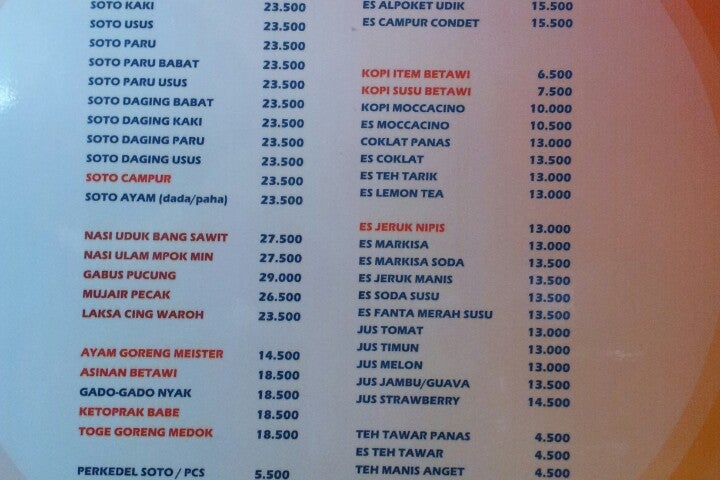 SOTO KAKI 23.500
SOTO USUS 23.500
SOTO PARU 23.500
SOTO PARU BABAT 23.500
SOTO PARU USUS 23.500
SOTO DAGING BABAT 23.500
SOTO DAGING KAKI 23.500
SOTO DAGING PARU 23.500
SOTO DAGING USUS 23.500
SOTO CAMPUR 23.500
SOTO AYAM (dada/paha) 23.500
NASI UDUK BANG SAWIT 27.500
NASI ULAM MPOK MIN 27.500
GABUS PUCUNG 29.000
MUJAIR PECAK 26.500
LAKSA CING WAROH 23.500
AYAM GORENG MEISTER 14.500
ASINAN BETAWI 18.500
GADO-GADO NYAK 18.500
KETOPRAK BABE 18.500
TOGE GORENG MEDOK 18.500
PERKEDEL SOTO / PCS 5.500
ES ALPOKET UDIK 15.500
ES CAMPUR CONDET 15.500
KOPI ITEM BETAWI 6.500
KOPI SUSU BETAWI 7.500
KOPI MOCCACINO 10.000
ES MOCCACINO 10.500
COKLAT PANAS 13.000
ES COKLAT 13.500
ES TEH TARIK 13.000
ES LEMON TEA 13.000
ES JERUK NIPIS 13.000
ES MARKISA 13.000
ES MARKISA SODA 13.500
ES JERUK MANIS 13.500
ES SODA SUSU 13.500
ES FANTA MERAH SUSU 13.500
JUS TOMAT 13.000
JUS TIMUN 13.000
JUS MELON 13.000
JUS JAMBU/GUAVA 13.500
JUS STRAWBERRY 14.500
TEH TAWAR PANAS 4.500
ES TEH TAWAR 4.500
TEH MANIS ANGET 4.500